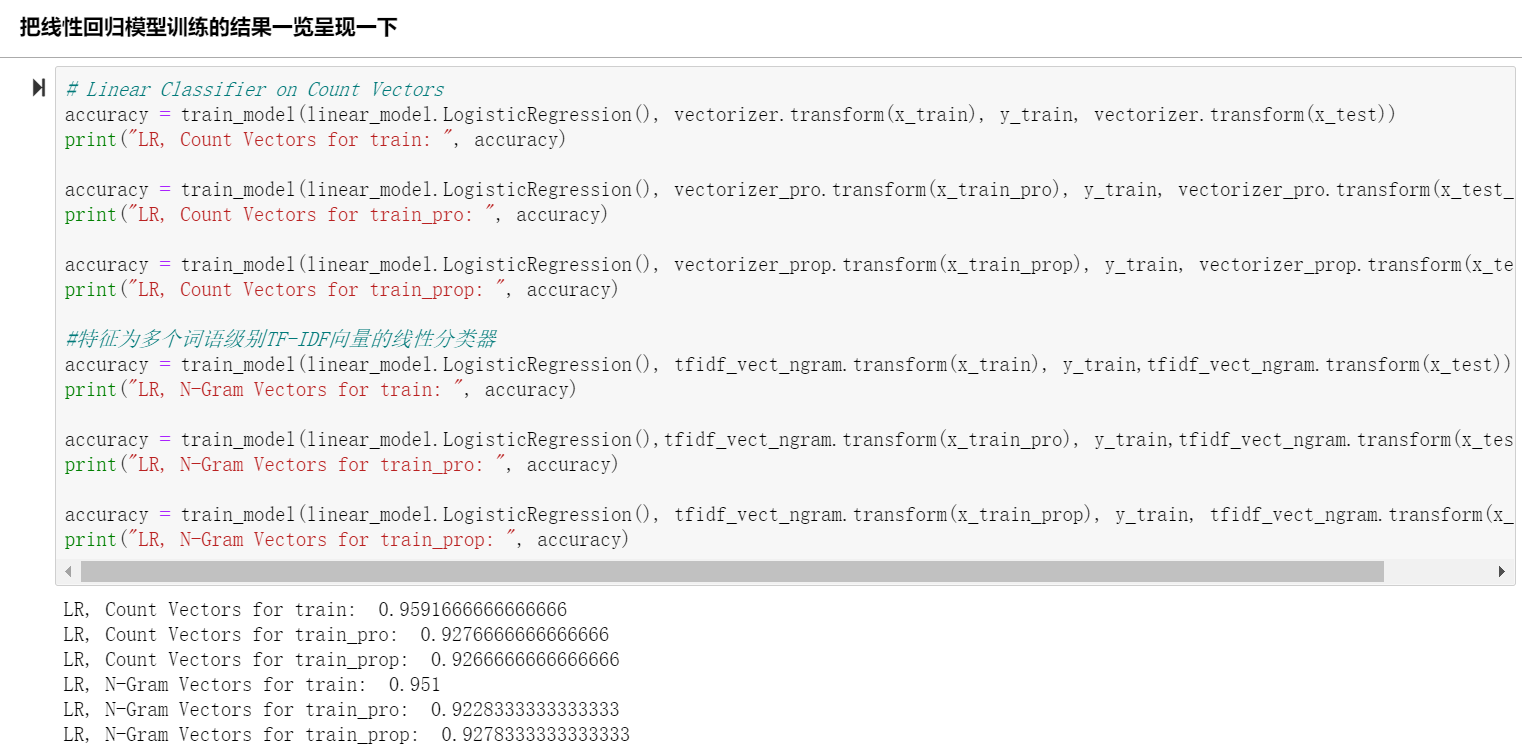 把线性回归模型训练的结果一览呈现一下
# Linear Classifier on Count Vectors
accuracy = train_model(linear_model.LogisticRegression(), vectorizer.transform(x_train), y_train, vectorizer.transform(x_test))
print("LR, Count Vectors for train: ", accuracy)
accuracy = train_model(linear_model.LogisticRegression(), vectorizer_pro.transform(x_train_pro), y_train, vectorizer_pro.transform(x_test_
print("LR, Count Vectors for train_pro: ", accuracy)
accuracy = train_model(linear_model.LogisticRegression(), vectorizer_prop.transform(x_train_prop), y_train, vectorizer_prop.transform(x_te
print("LR, Count Vectors for train_prop: ", accuracy)
#特征为多个词语级别TF-IDF向量的线性分类器
accuracy = train_model(linear_model.LogisticRegression(), tfidf_vect_ngram.transform(x_train), y_train,tfidf_vect_ngram.transform(x_test))
print("LR, N-Gram Vectors for train: ", accuracy)
accuracy = train_model(linear_model.LogisticRegression(),tfidf_vect_ngram.transform(x_train_pro), y_train,tfidf_vect_ngram.transform(x_tes
print("LR, N-Gram Vectors for train_pro: ", accuracy)
accuracy = train_model(linear_model.LogisticRegression(), tfidf_vect_ngram.transform(x_train_prop), y_train, tfidf_vect_ngram.transform(x_
print("LR, N-Gram Vectors for train_prop: ", accuracy)
LR, Count Vectors for train:  0.9591666666666666
LR, Count Vectors for train_pro:  0.9276666666666666
LR, Count Vectors for train_prop:  0.9266666666666666
LR, N-Gram Vectors for train:  0.951
LR, N-Gram Vectors for train_pro:  0.9228333333333333
LR, N-Gram Vectors for train_prop:  0.9278333333333333